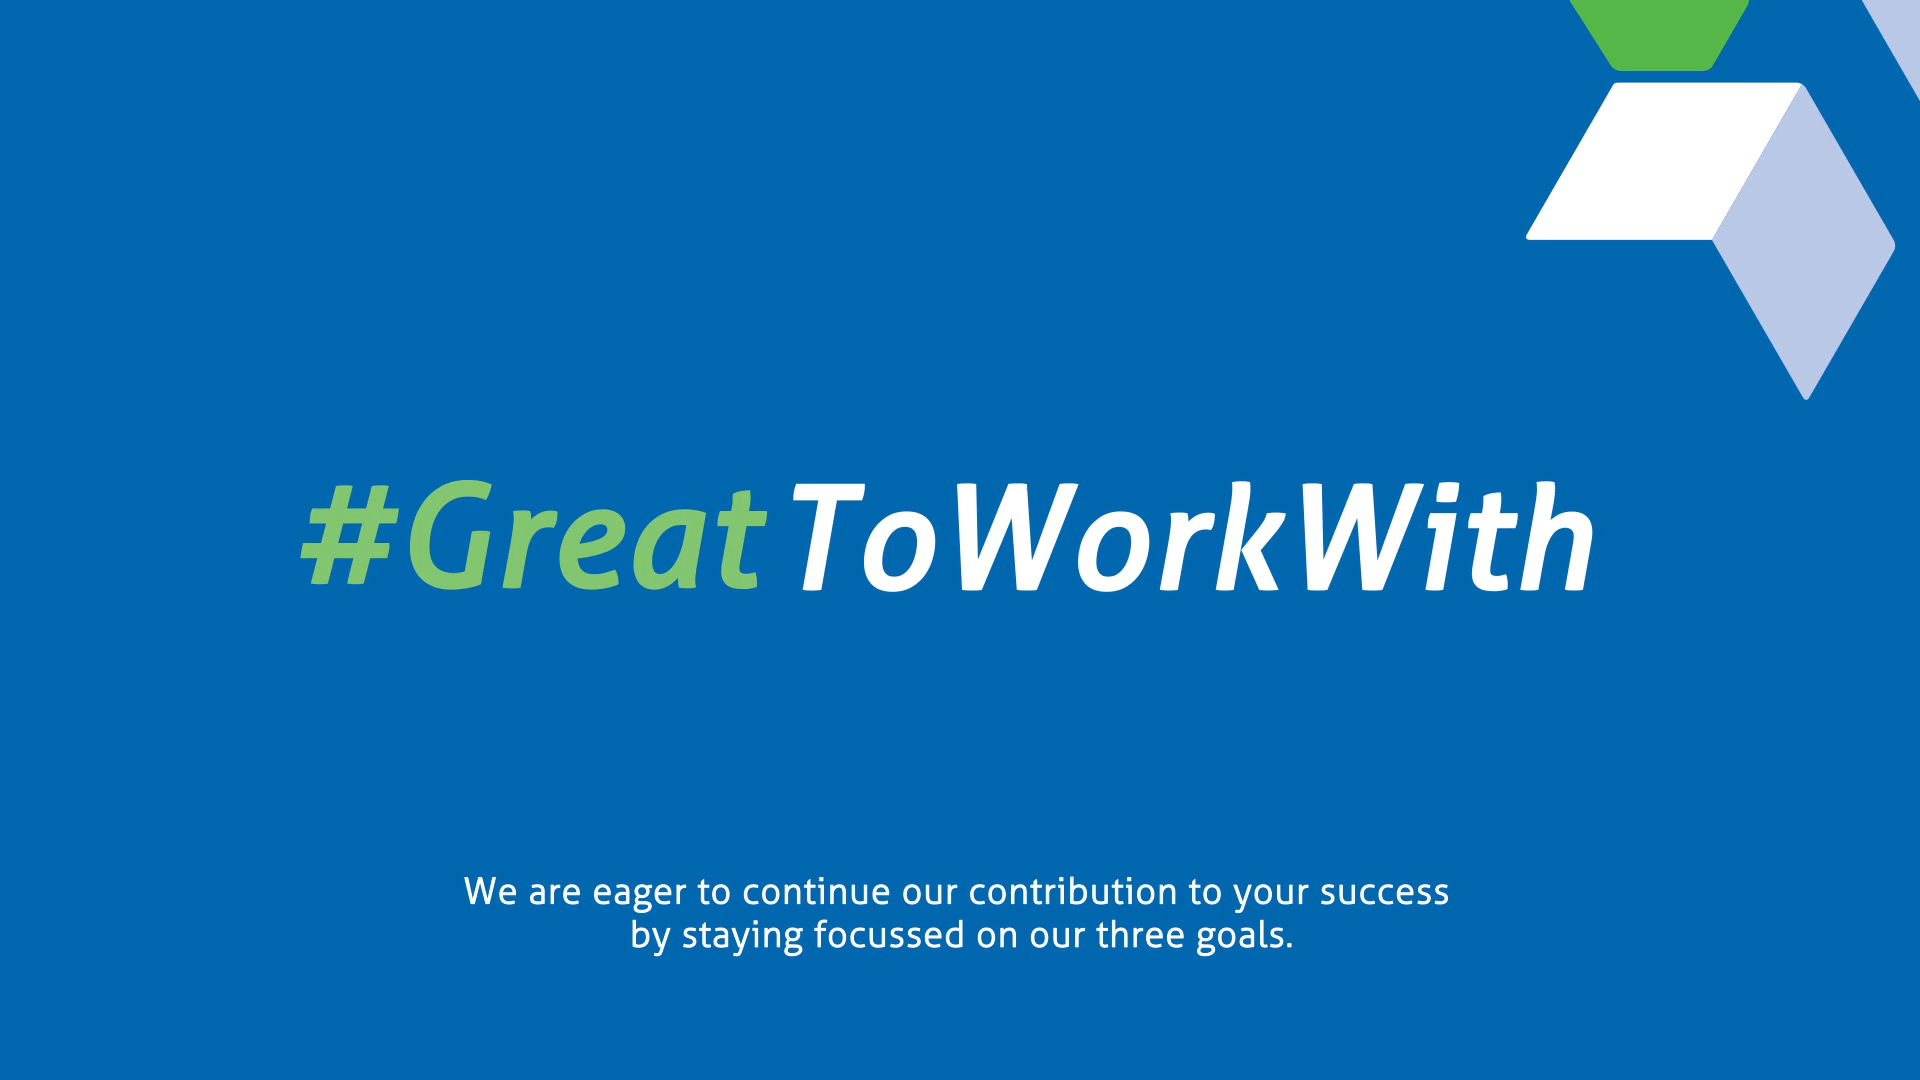 #GreatToWorkWith
We are eager to continue our contribution to your success
by staying focussed on our three goals.